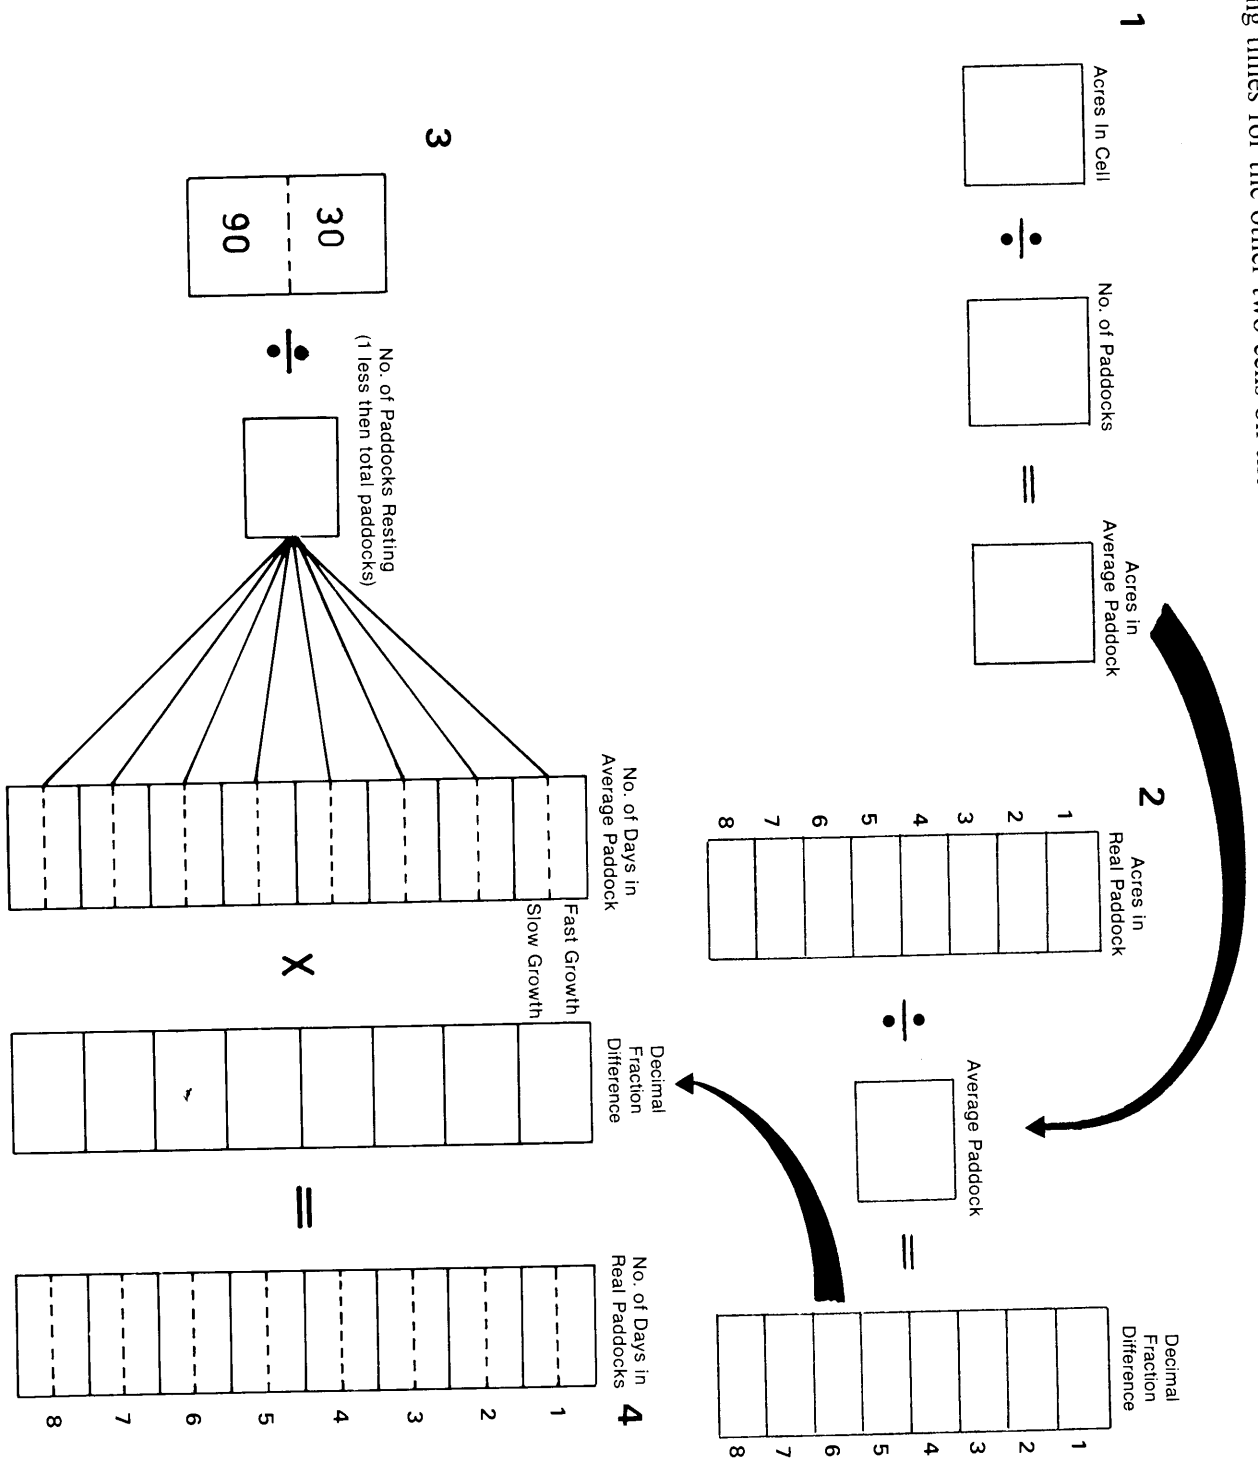 ng times for the other two cells on the
1
Acres In Cell
÷
No. of Paddocks
=
Acres in
Average Paddock
2
Acres in
Real Paddock
1
2
3
4
5
6
7
8
÷
Average Paddock
=
Decimal
Fraction
Difference
1
2
3
4
5
6
7
8
3
30
90
÷
No. of Paddocks Resting
(1 less then total paddocks)
No. of Days in
Average Paddock
Fast Growth
Slow Growth
X
Decimal
Fraction
Difference
=
No. of Days in
Real Paddocks
4
1
2
3
4
5
6
7
8